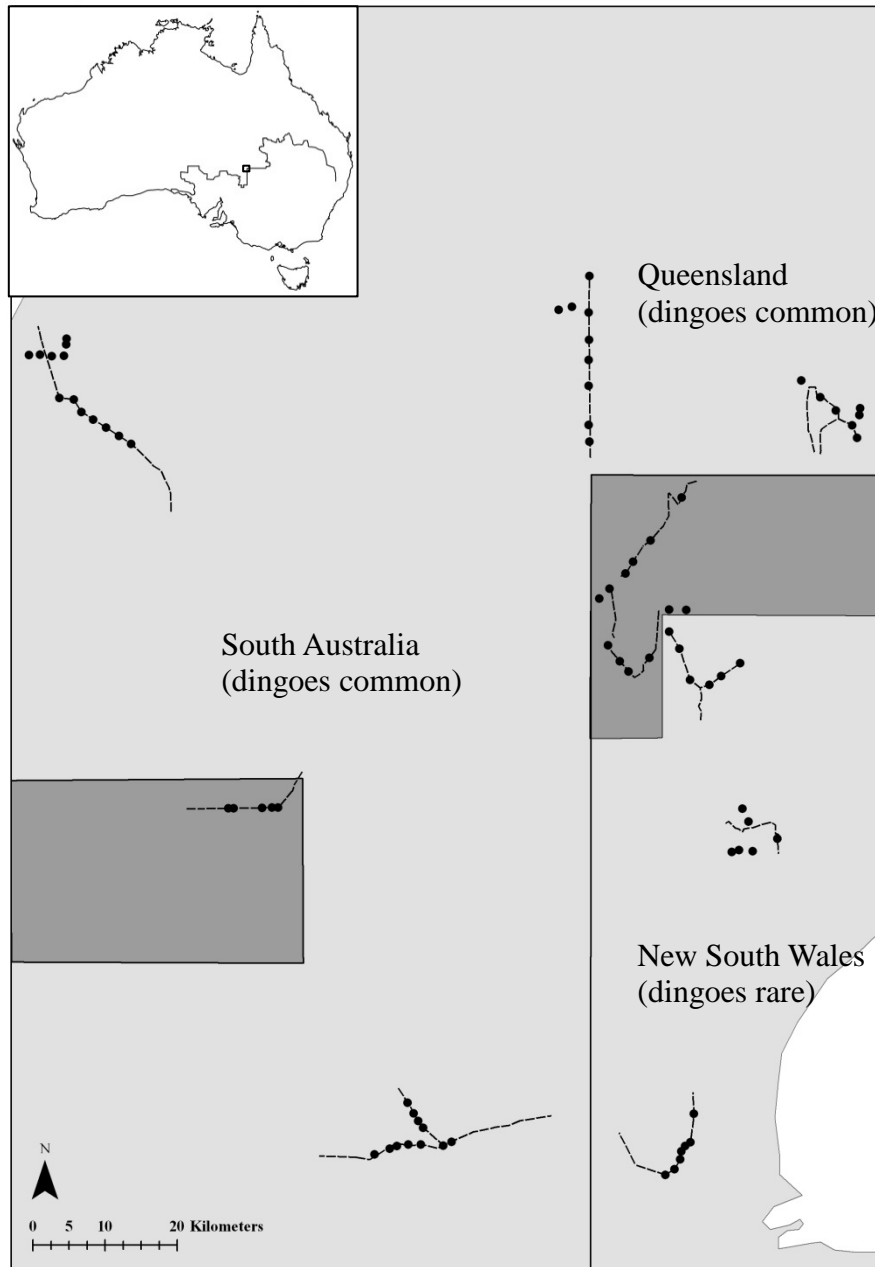 Queensland
(dingoes common)
South Australia
(dingoes common)
New South Wales
(dingoes rare)
N
0 5 10 20 Kilometers